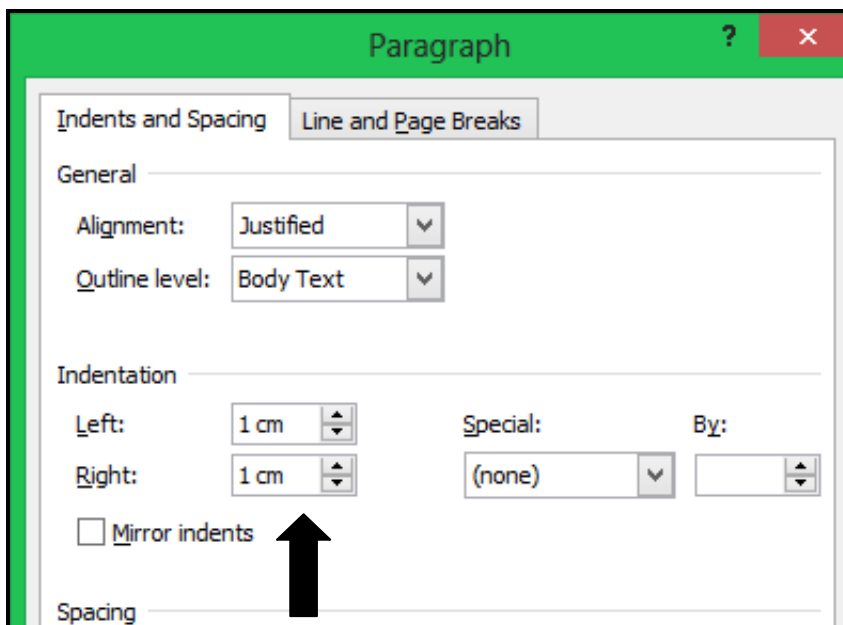 Paragraph ? ×
Indents and Spacing Line and Page Breaks
General
Alignment: Justified
Outline level: Body Text
Indentation
Left: 1 cm Special: By:
Right: 1 cm (none)
Mirror indents
Spacing